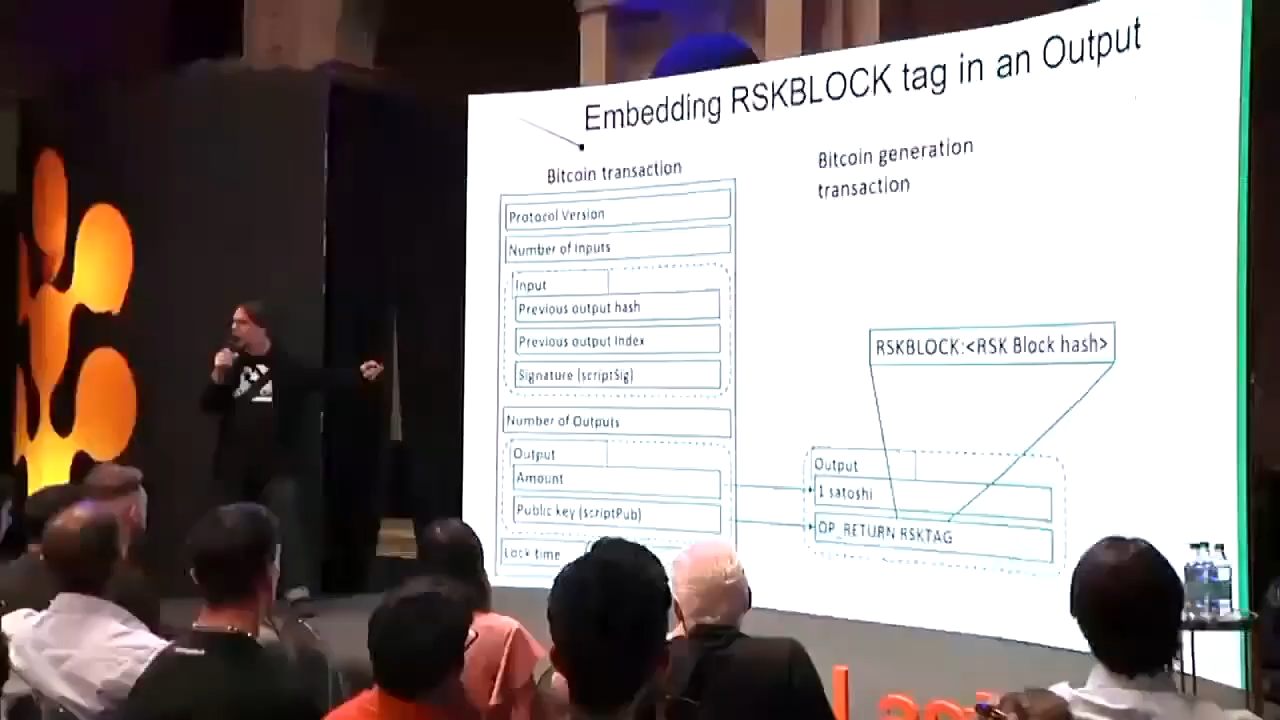 Embedding RSKBLOCK tag in an Output
Bitcoin transaction
Protocol Version
Number of Inputs
Input
Previous output hash
Previous output Index
Signature (scriptSig)
Number of Outputs
Output
Amount
Public key (scriptPub)
Lock time
Bitcoin generation
transaction
RSKBLOCK:<RSK Block hash>
Output
1 satoshi
OP_RETURN RSKTAG